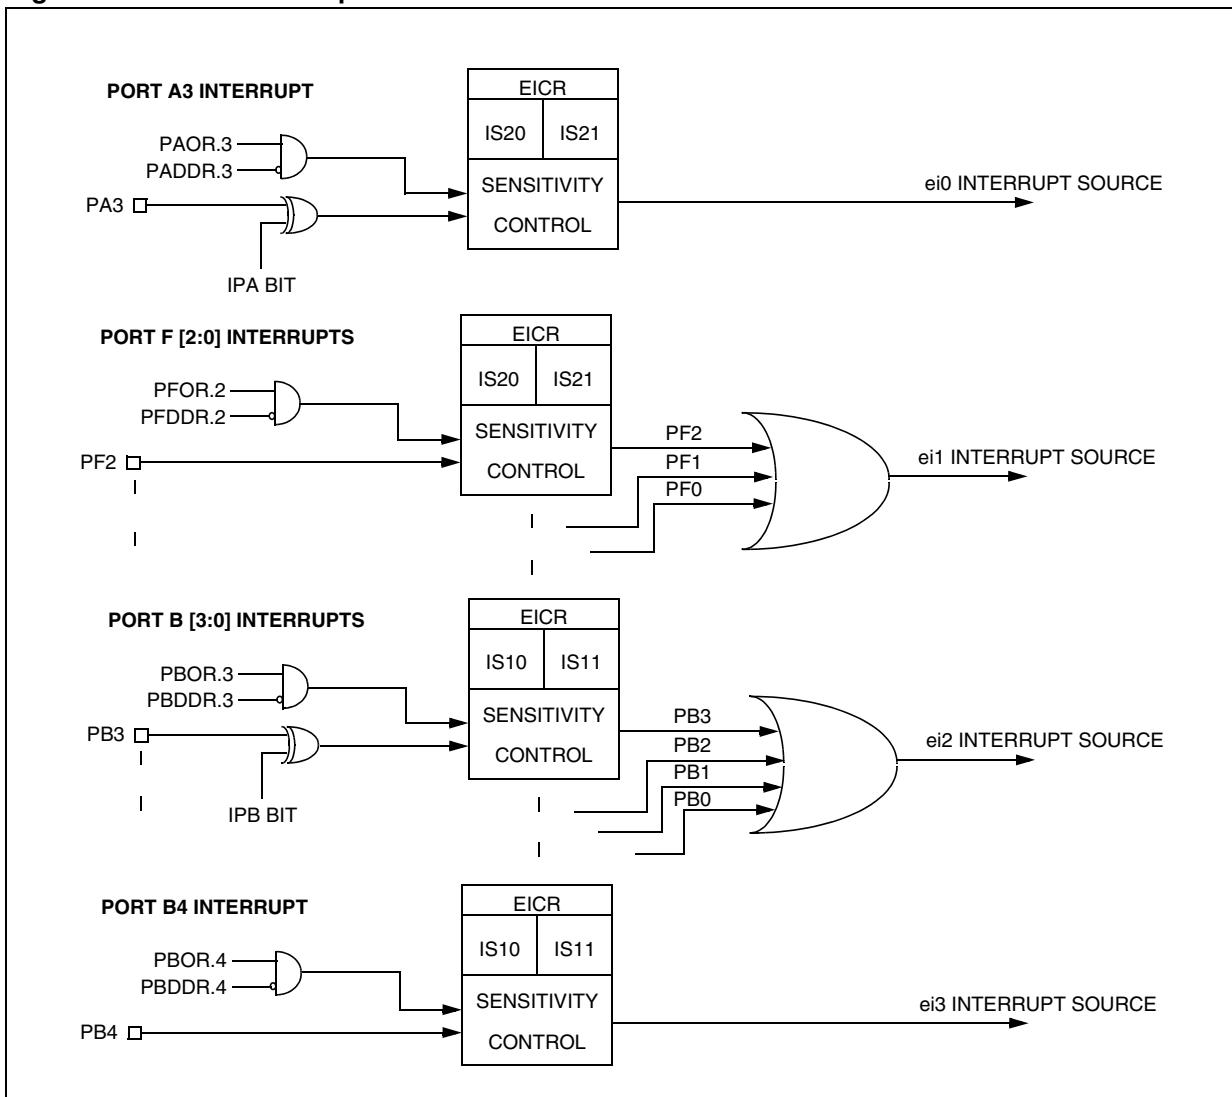 PORT A3 INTERRUPT
EICR
IS20 IS21
SENSITIVITY
CONTROL
PAOR.3
PADDR.3
PA3
IPA BIT
ei0 INTERRUPT SOURCE
PORT F [2:0] INTERRUPTS
EICR
IS20 IS21
SENSITIVITY
CONTROL
PFOR.2
PFDDR.2
PF2
PF2
PF1
PF0
ei1 INTERRUPT SOURCE
PORT B [3:0] INTERRUPTS
EICR
IS10 IS11
SENSITIVITY
CONTROL
PBOR.3
PBDDR.3
PB3
IPB BIT
PB3
PB2
PB1
PB0
ei2 INTERRUPT SOURCE
PORT B4 INTERRUPT
EICR
IS10 IS11
SENSITIVITY
CONTROL
PBOR.4
PBDDR.4
PB4
ei3 INTERRUPT SOURCE